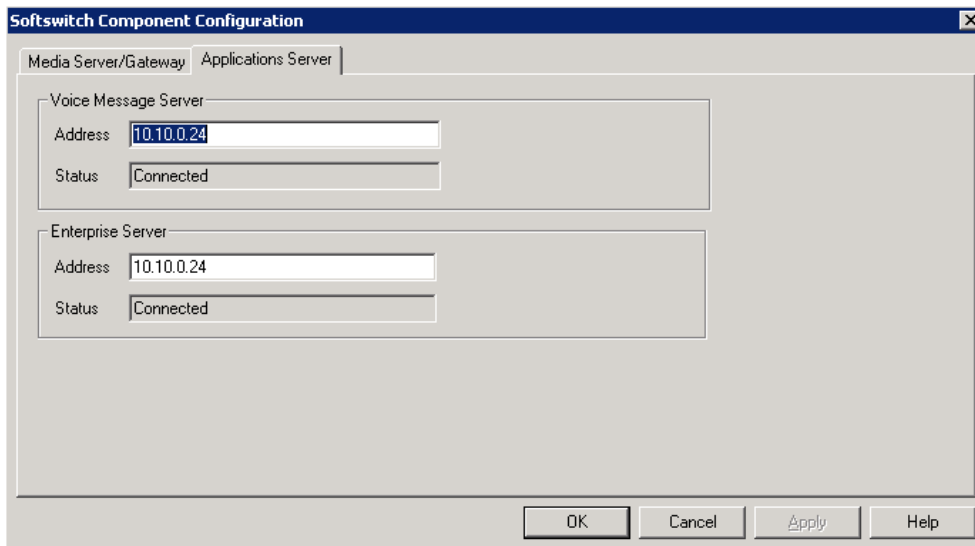 Softswitch Component Configuration
Media Server/Gateway Applications Server
Voice Message Server
Address 10.10.0.24
Status Connected
Enterprise Server
Address 10.10.0.24
Status Connected
OK Cancel Apply Help